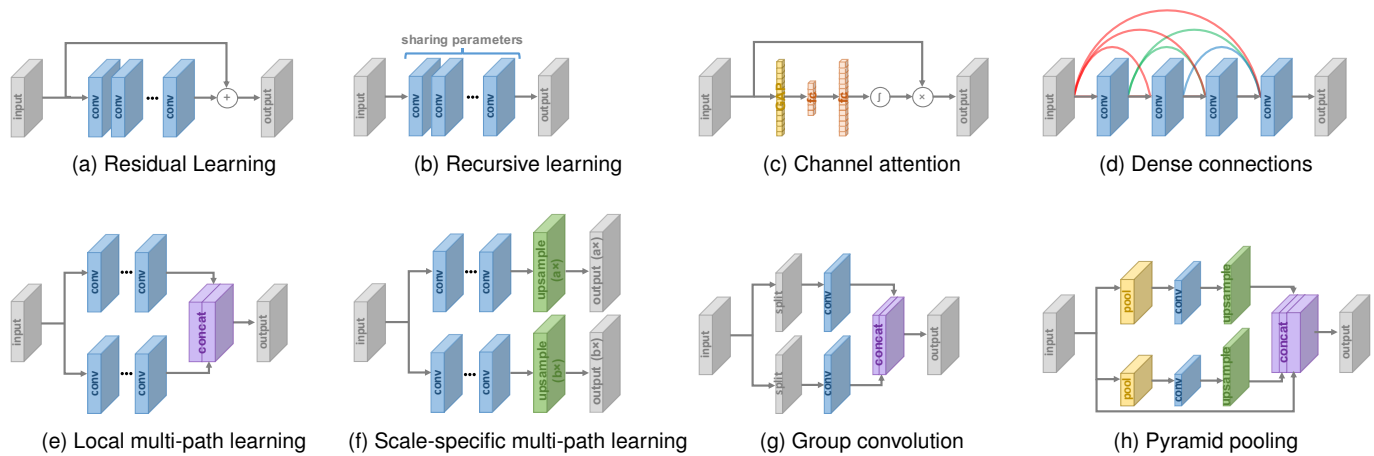 input
conv
conv
...
conv
+
output
(a) Residual Learning
sharing parameters
input
conv
conv
...
conv
output
(b) Recursive learning
input
GAP
fc
fc
∫
×
output
(c) Channel attention
input
conv
conv
conv
conv
output
(d) Dense connections
input
conv
...
conv
conv
...
conv
concat
output
(e) Local multi-path learning
input
conv
...
conv
upsample
(a×)
output (a×)
conv
...
conv
upsample
(b×)
output (b×)
(f) Scale-specific multi-path learning
input
split
conv
split
conv
concat
output
(g) Group convolution
input
pool
conv
upsample
pool
conv
upsample
concat
output
(h) Pyramid pooling